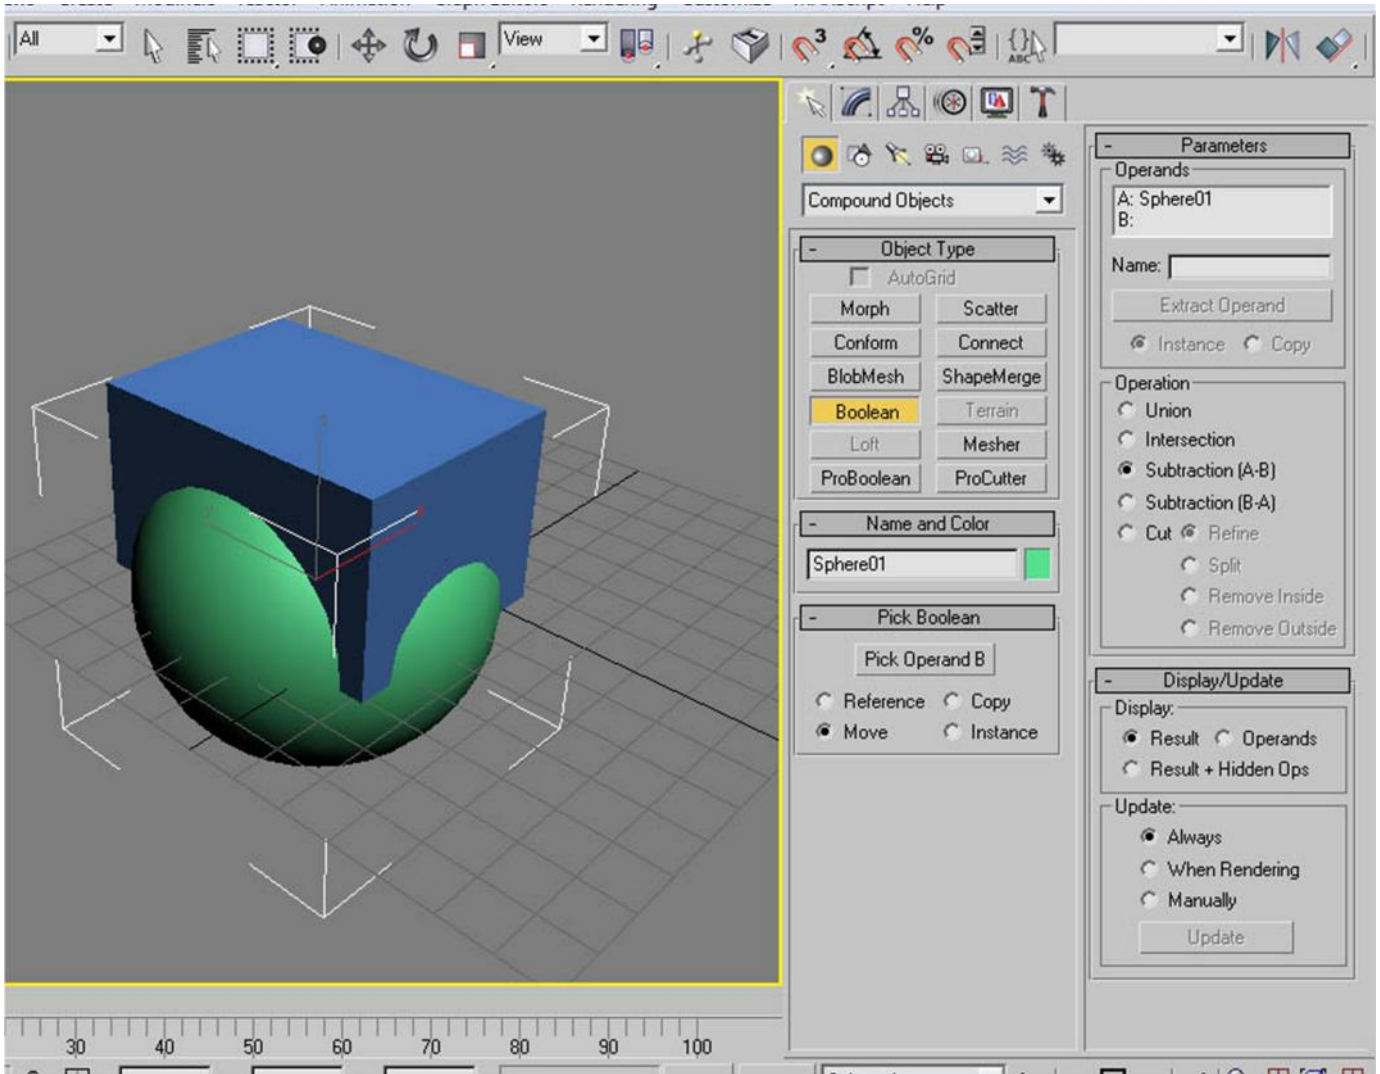 All
View
3
%
ABC
Compound Objects
- Object Type
AutoGrid
Morph Scatter
Conform Connect
BlobMesh ShapeMerge
Boolean Terrain
Loft Mesher
ProBoolean ProCutter
- Name and Color
Sphere01
- Pick Boolean
Pick Operand B
Reference Copy
Move Instance
- Parameters
Operands
A: Sphere01
B:
Name:
Extract Operand
Instance Copy
Operation
Union
Intersection
Subtraction (A-B)
Subtraction (B-A)
Cut Refine
Split
Remove Inside
Remove Outside
- Display/Update
Display:
Result Operands
Result + Hidden Ops
Update:
Always
When Rendering
Manually
Update
30 40 50 60 70 80 90 100